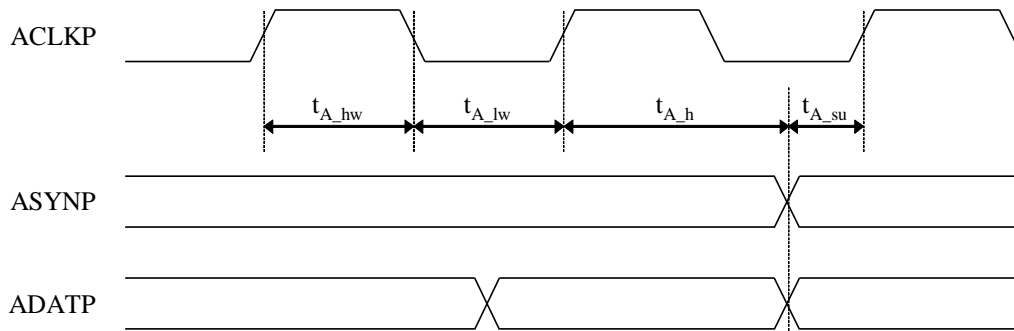 ACLKP
t_A_hw t_A_lw t_A_h t_A_su
ASYNP
ADATP